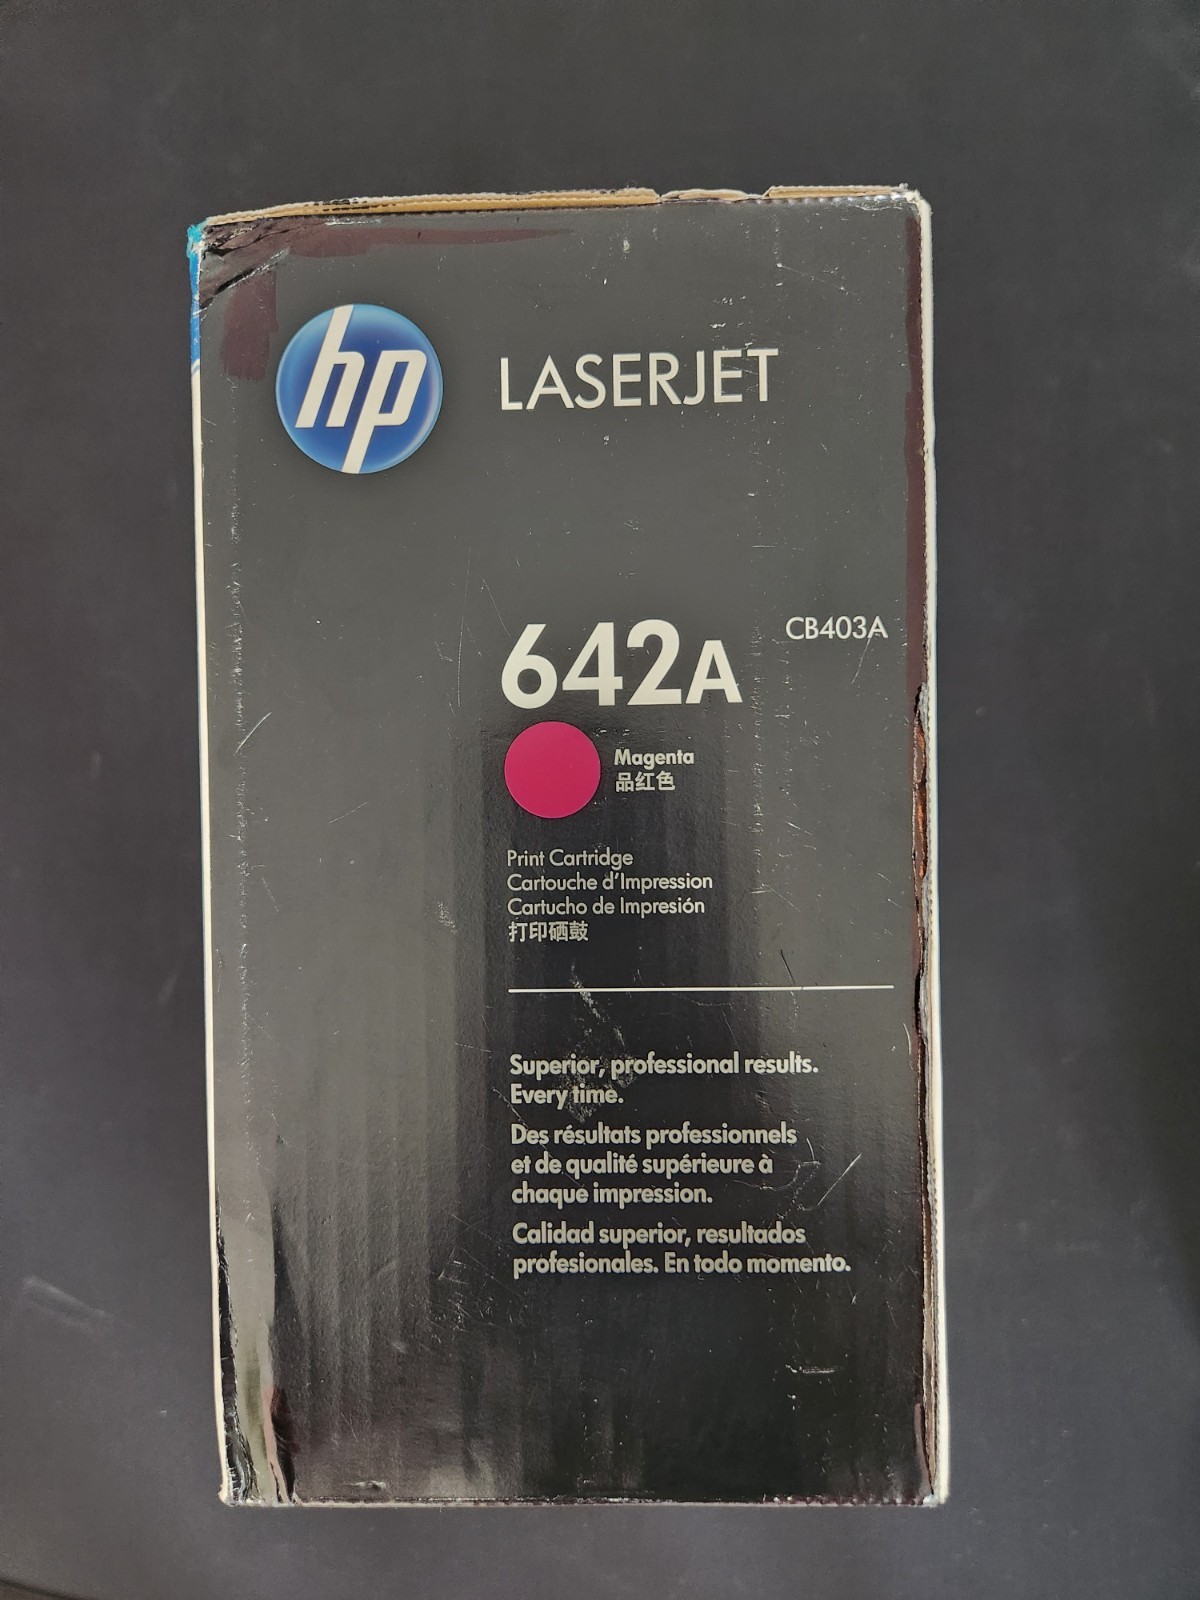 hp
LASERJET
642A
CB403A
Magenta
品红色
Print Cartridge
Cartouche d'Impression
Cartucho de Impresión
打印硒鼓
Superior, professional results.
Every time.
Des résultats professionnels
et de qualité supérieure à
chaque impression.
Calidad superior, resultados
profesionales. En todo momento.